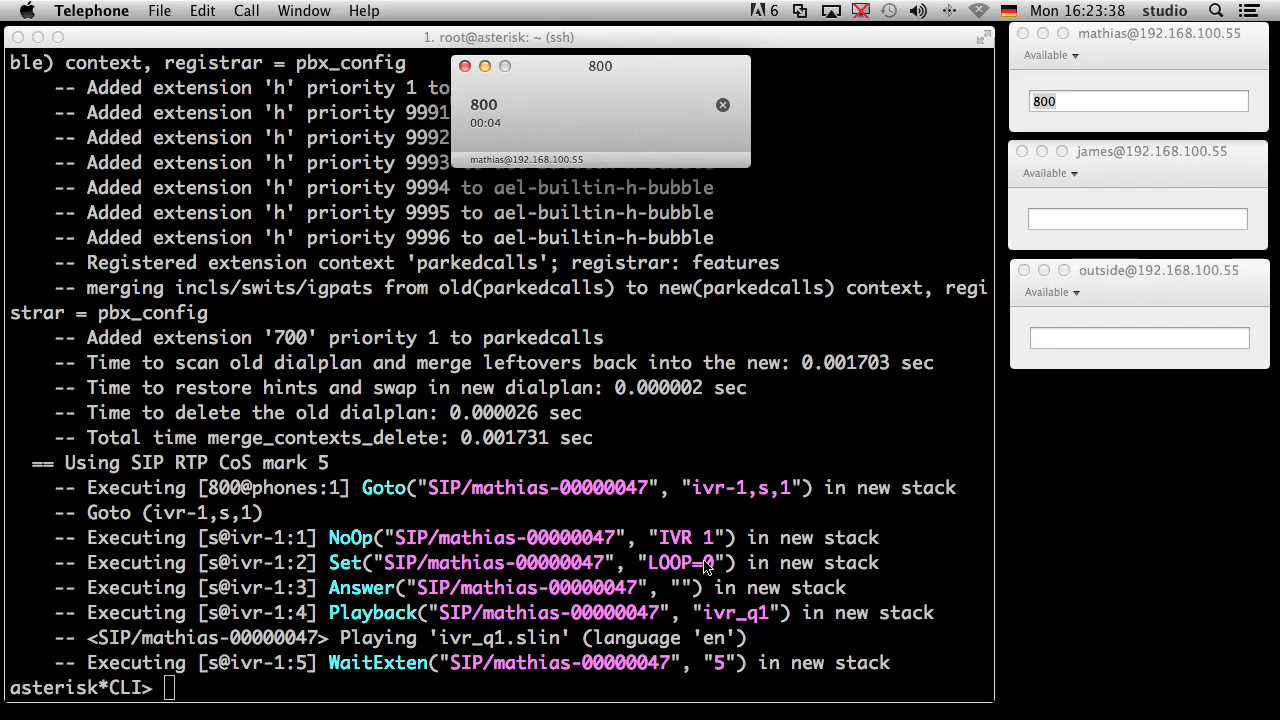 Telephone File Edit Call Window Help 6 Mon 16:23:38 studio
1. root@asterisk: ~ (ssh)
ble) context, registrar = pbx_config
-- Added extension 'h' priority 1 to
-- Added extension 'h' priority 9991
-- Added extension 'h' priority 9992
-- Added extension 'h' priority 9993
-- Added extension 'h' priority 9994 to ael-builtin-h-bubble
-- Added extension 'h' priority 9995 to ael-builtin-h-bubble
-- Added extension 'h' priority 9996 to ael-builtin-h-bubble
-- Registered extension context 'parkedcalls'; registrar: features
-- merging incls/swits/igpats from old(parkedcalls) to new(parkedcalls) context, regi
strar = pbx_config
-- Added extension '700' priority 1 to parkedcalls
-- Time to scan old dialplan and merge leftovers back into the new: 0.001703 sec
-- Time to restore hints and swap in new dialplan: 0.000002 sec
-- Time to delete the old dialplan: 0.000026 sec
-- Total time merge_contexts_delete: 0.001731 sec
== Using SIP RTP CoS mark 5
-- Executing [800@phones:1] Goto("SIP/mathias-00000047", "ivr-1,s,1") in new stack
-- Goto (ivr-1,s,1)
-- Executing [s@ivr-1:1] NoOp("SIP/mathias-00000047", "IVR 1") in new stack
-- Executing [s@ivr-1:2] Set("SIP/mathias-00000047", "LOOP=0") in new stack
-- Executing [s@ivr-1:3] Answer("SIP/mathias-00000047", "") in new stack
-- Executing [s@ivr-1:4] Playback("SIP/mathias-00000047", "ivr_q1") in new stack
-- <SIP/mathias-00000047> Playing 'ivr_q1.slin' (language 'en')
-- Executing [s@ivr-1:5] WaitExten("SIP/mathias-00000047", "5") in new stack
asterisk*CLI>
800
800
00:04
mathias@192.168.100.55
mathias@192.168.100.55
Available
800
james@192.168.100.55
Available
outside@192.168.100.55
Available